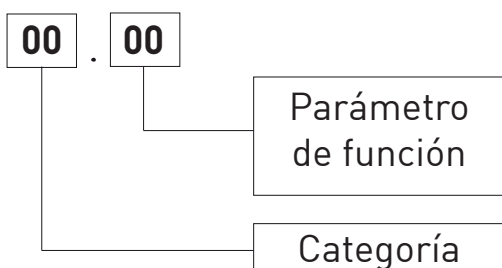 00 . 00
Parámetro
de función
Categoría